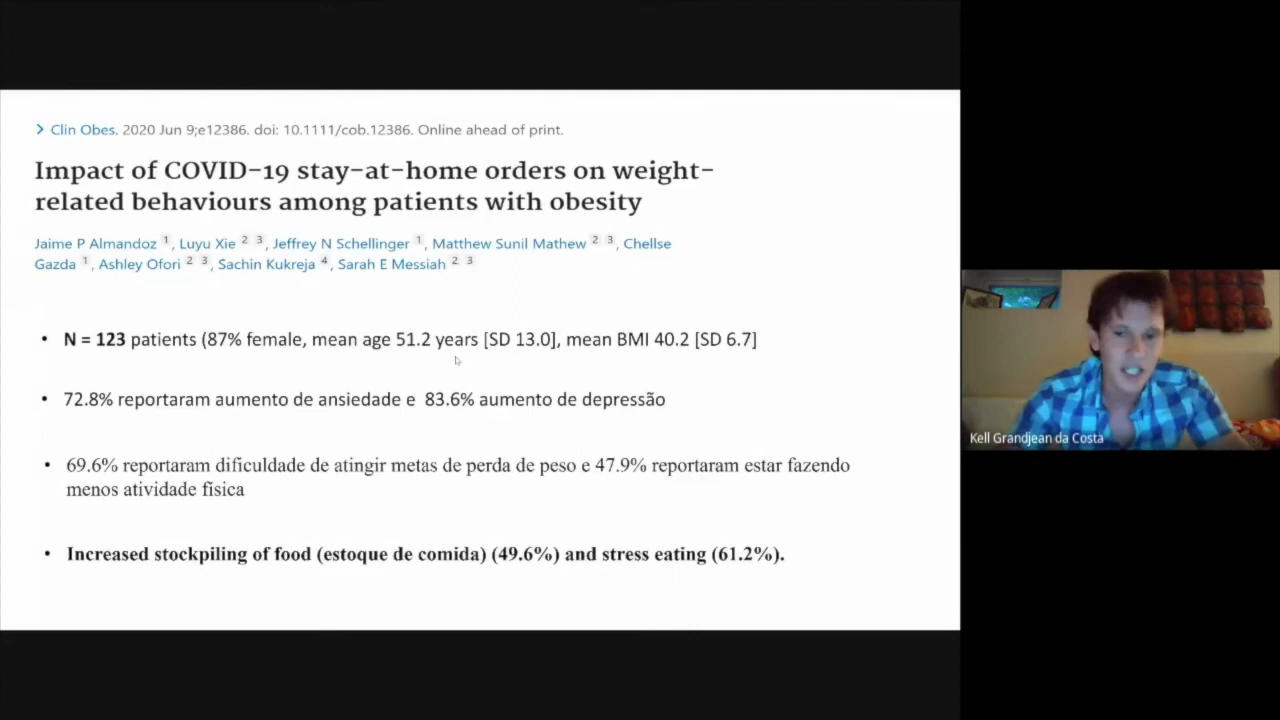 > Clin Obes. 2020 Jun 9;e12386. doi: 10.1111/cob.12386. Online ahead of print.
Impact of COVID-19 stay-at-home orders on weight-
related behaviours among patients with obesity
Jaime P Almandoz 1, Luyu Xie 2 3, Jeffrey N Schellinger 1, Matthew Sunil Mathew 2 3, Chellse
Gazda 1, Ashley Ofori 2 3, Sachin Kukreja 4, Sarah E Messiah 2 3
• N = 123 patients (87% female, mean age 51.2 years [SD 13.0], mean BMI 40.2 [SD 6.7]
• 72.8% reportaram aumento de ansiedade e 83.6% aumento de depressão
• 69.6% reportaram dificuldade de atingir metas de perda de peso e 47.9% reportaram estar fazendo
menos atividade física
• Increased stockpiling of food (estoque de comida) (49.6%) and stress eating (61.2%).
Kell Grandjean da Costa